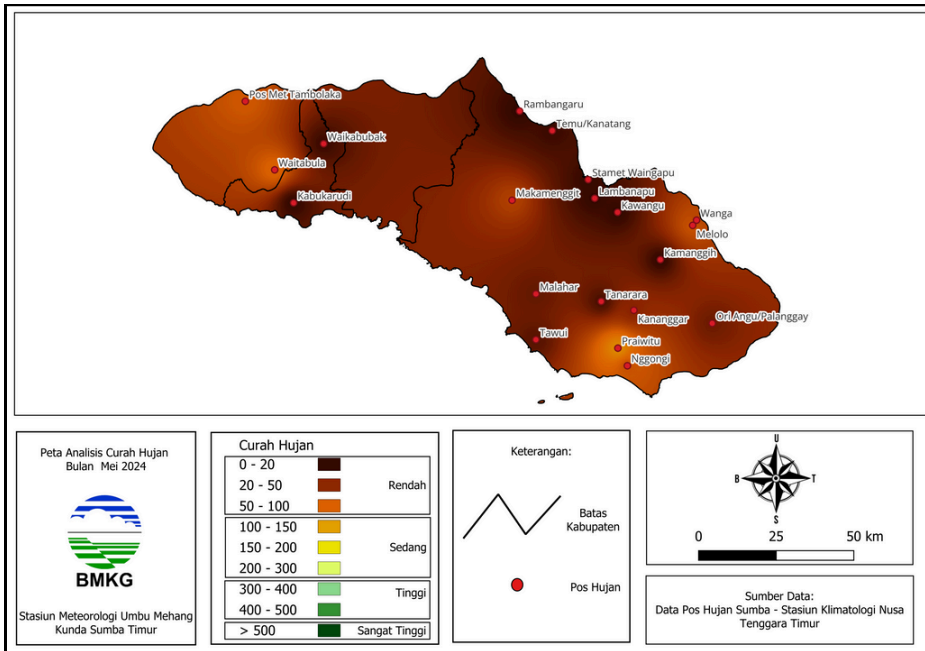 Pos Met Tambolaka
Rambangaru
Temu/Kanatang
Waikabubak
Waitabula
Stamet Waingapu
Makamenggit
Lambanapu
Kabukarudi
Kawangu
Wanga
Melolo
Kamanggih
Malahar
Tanarara
Kananggar
Ori Angu/Palanggay
Tawui
Praiwitu
Nggongi
Peta Analisis Curah Hujan
Bulan Mei 2024
BMKG
Stasiun Meteorologi Umbu Mehang
Kunda Sumba Timur
Curah Hujan
0 - 20
20 - 50 Rendah
50 - 100
100 - 150
150 - 200 Sedang
200 - 300
300 - 400 Tinggi
400 - 500
> 500 Sangat Tinggi
Keterangan:
Batas
Kabupaten
Pos Hujan
U
B T
S
0 25 50 km
Sumber Data:
Data Pos Hujan Sumba - Stasiun Klimatologi Nusa
Tenggara Timur